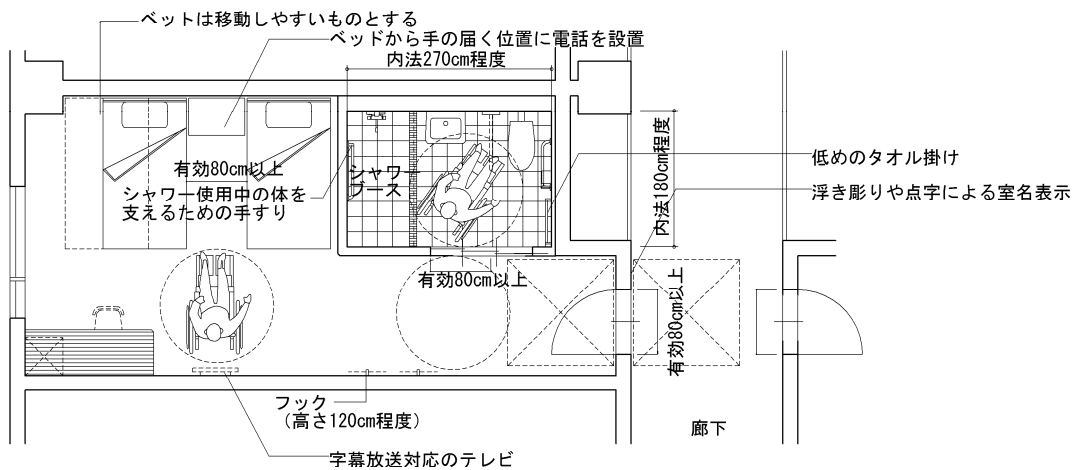 ベットは移動しやすいものとする
ベッドから手の届く位置に電話を設置
内法270cm程度
有効80cm以上
シャワー使用中の体を
支えるための手すり
シャワー
ブース
内法180cm程度
低めのタオル掛け
浮き彫りや点字による室名表示
有効80cm以上
有効80cm以上
フック
（高さ120cm程度）
廊下
字幕放送対応のテレビ